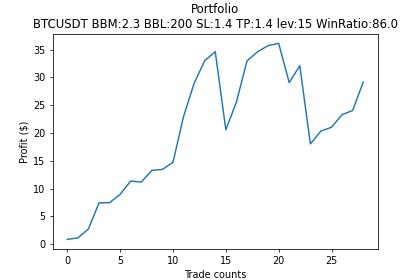 Portfolio
BTCUSDT BBM:2.3 BBL:200 SL:1.4 TP:1.4 lev:15 WinRatio:86.0
35
30
25
20
15
10
5
0
Profit ($)
0 5 10 15 20 25
Trade counts